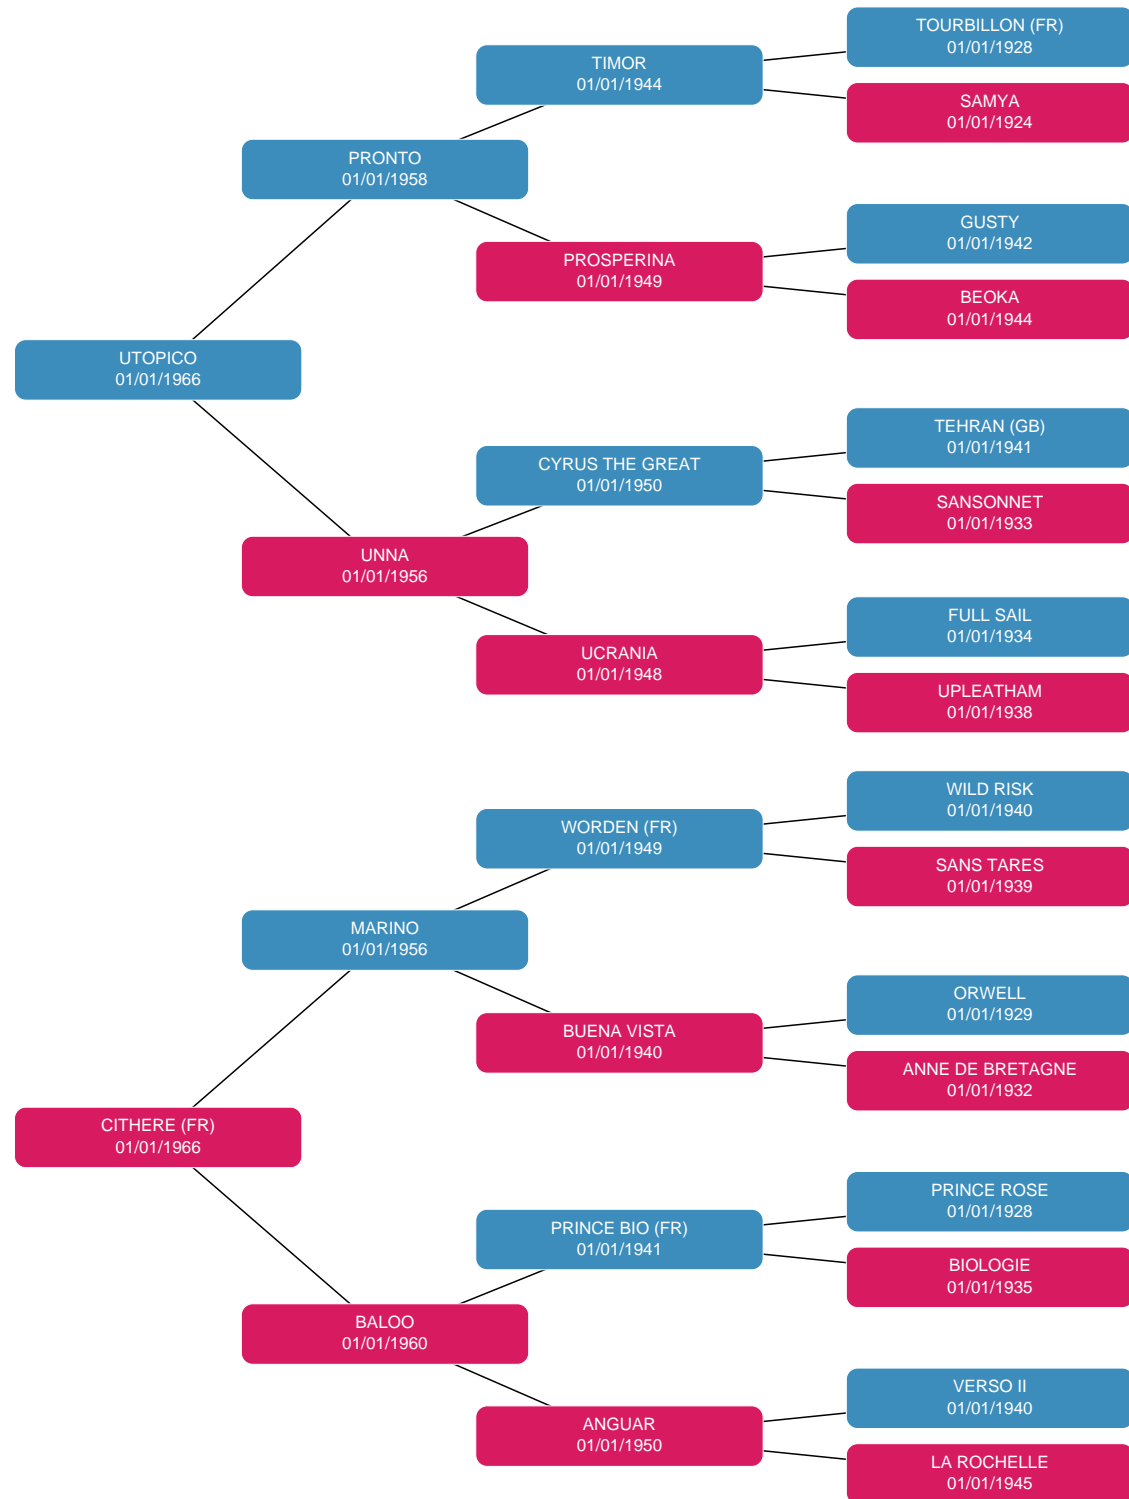 TOURBILLON (FR)
01/01/1928
TIMOR
01/01/1944
SAMYA
01/01/1924
PRONTO
01/01/1958
GUSTY
01/01/1942
PROSPERINA
01/01/1949
BEOKA
01/01/1944
UTOPICO
01/01/1966
TEHRAN (GB)
01/01/1941
CYRUS THE GREAT
01/01/1950
SANSONNET
01/01/1933
UNNA
01/01/1956
FULL SAIL
01/01/1934
UCRANIA
01/01/1948
UPLEATHAM
01/01/1938
WILD RISK
01/01/1940
WORDEN (FR)
01/01/1949
SANS TARES
01/01/1939
MARINO
01/01/1956
ORWELL
01/01/1929
BUENA VISTA
01/01/1940
ANNE DE BRETAGNE
01/01/1932
CITHERE (FR)
01/01/1966
PRINCE ROSE
01/01/1928
PRINCE BIO (FR)
01/01/1941
BIOLOGIE
01/01/1935
BALOO
01/01/1960
VERSO II
01/01/1940
ANGUAR
01/01/1950
LA ROCHELLE
01/01/1945